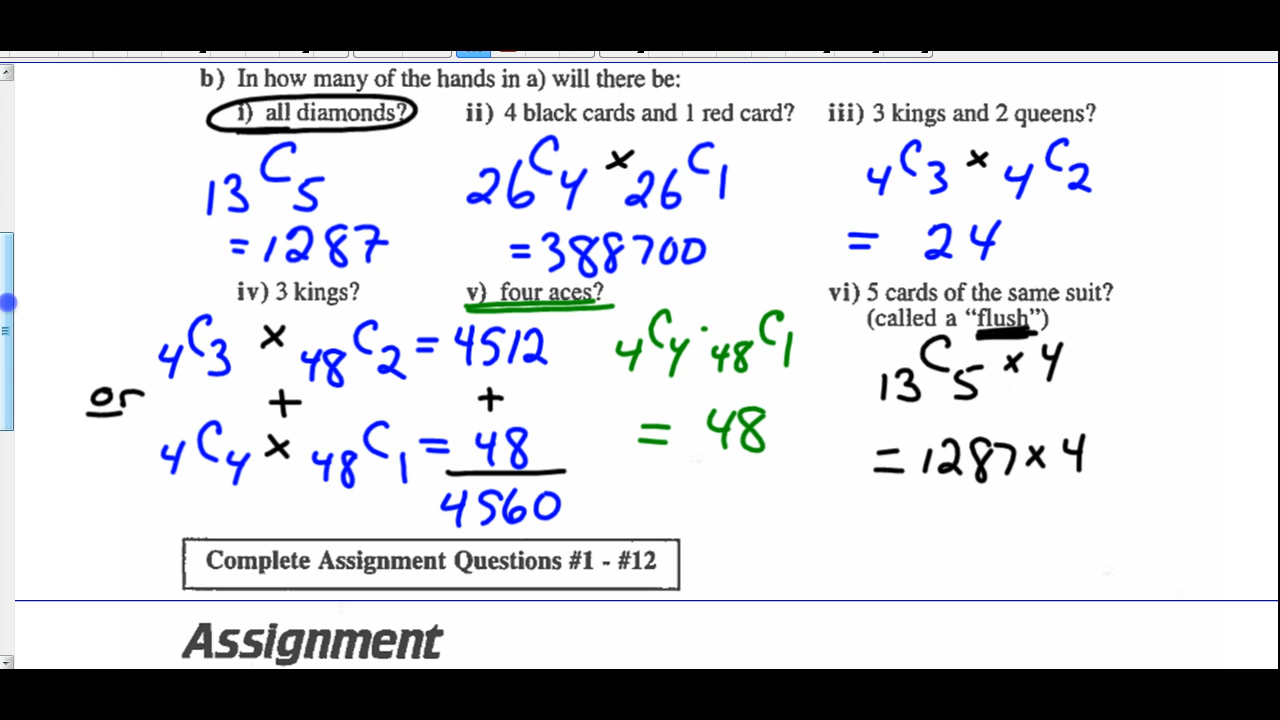 b) In how many of the hands in a) will there be:
i) all diamonds? ii) 4 black cards and 1 red card? iii) 3 kings and 2 queens?
13C5 26C4 × 26C1 4C3 × 4C2
= 1287 = 388700 = 24
iv) 3 kings? v) four aces? vi) 5 cards of the same suit?
(called a “flush”)
4C3 × 48C2 = 4512 4C4 · 48C1 13C5 × 4
or + +
4C4 × 48C1 = 48 = 48 = 1287 × 4
4560
Complete Assignment Questions #1 - #12
Assignment